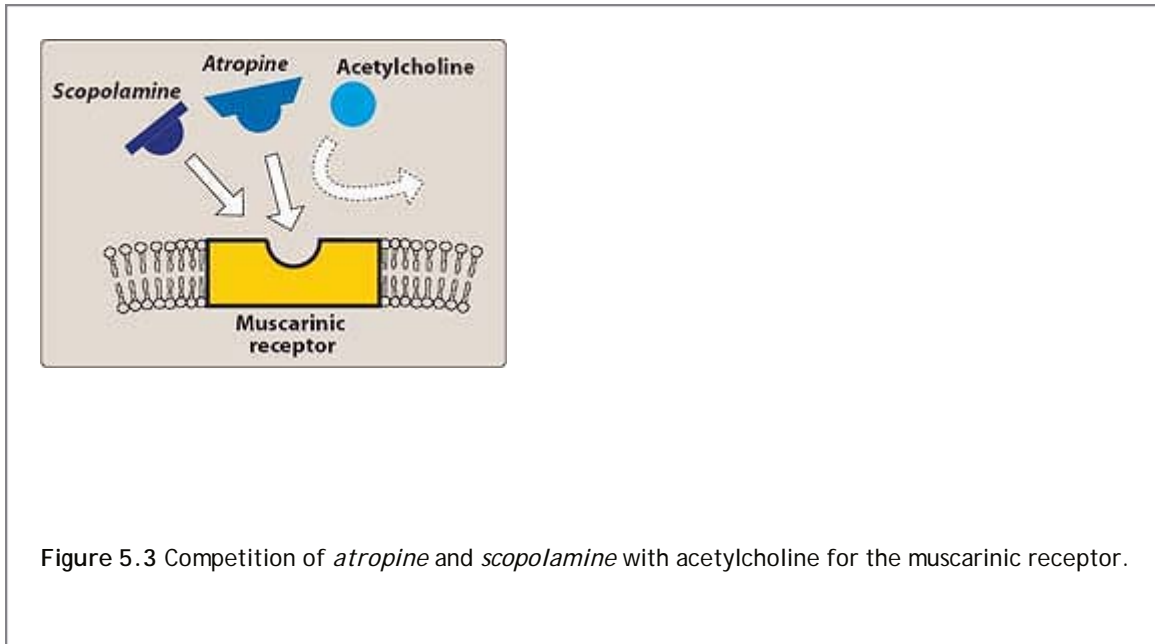 Scopolamine
Atropine
Acetylcholine
Muscarinic
receptor
Figure 5.3 Competition of atropine and scopolamine with acetylcholine for the muscarinic receptor.